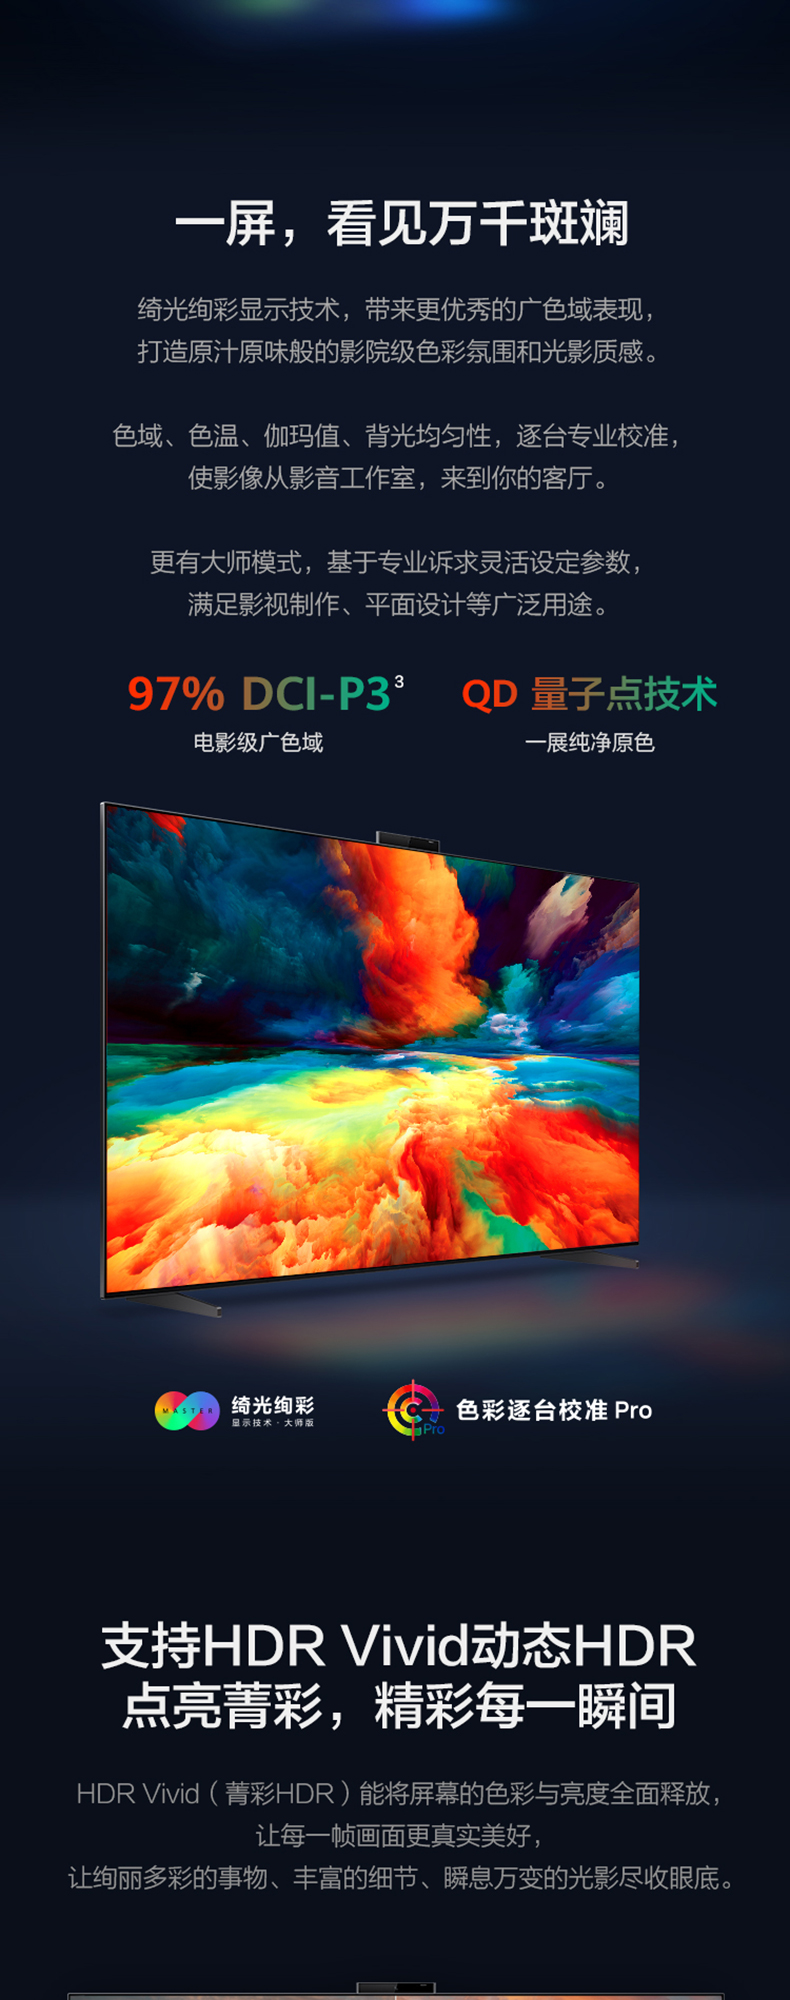 一屏，看见万千斑斓
绮光绚彩显示技术，带来更优秀的广色域表现，
打造原汁原味般的影院级色彩氛围和光影质感。
色域、色温、伽玛值、背光均匀性，逐台专业校准，
使影像从影音工作室，来到你的客厅。
更有大师模式，基于专业诉求灵活设定参数，
满足影视制作、平面设计等广泛用途。
97% DCI-P3³ QD 量子点技术
电影级广色域 一展纯净原色
MASTER 绮光绚彩 Pro 色彩逐台校准 Pro
显示技术·大师版
支持HDR Vivid动态HDR
点亮菁彩，精彩每一瞬间
HDR Vivid（菁彩HDR）能将屏幕的色彩与亮度全面释放，
让每一帧画面更真实美好，
让绚丽多彩的事物、丰富的细节、瞬息万变的光影尽收眼底。